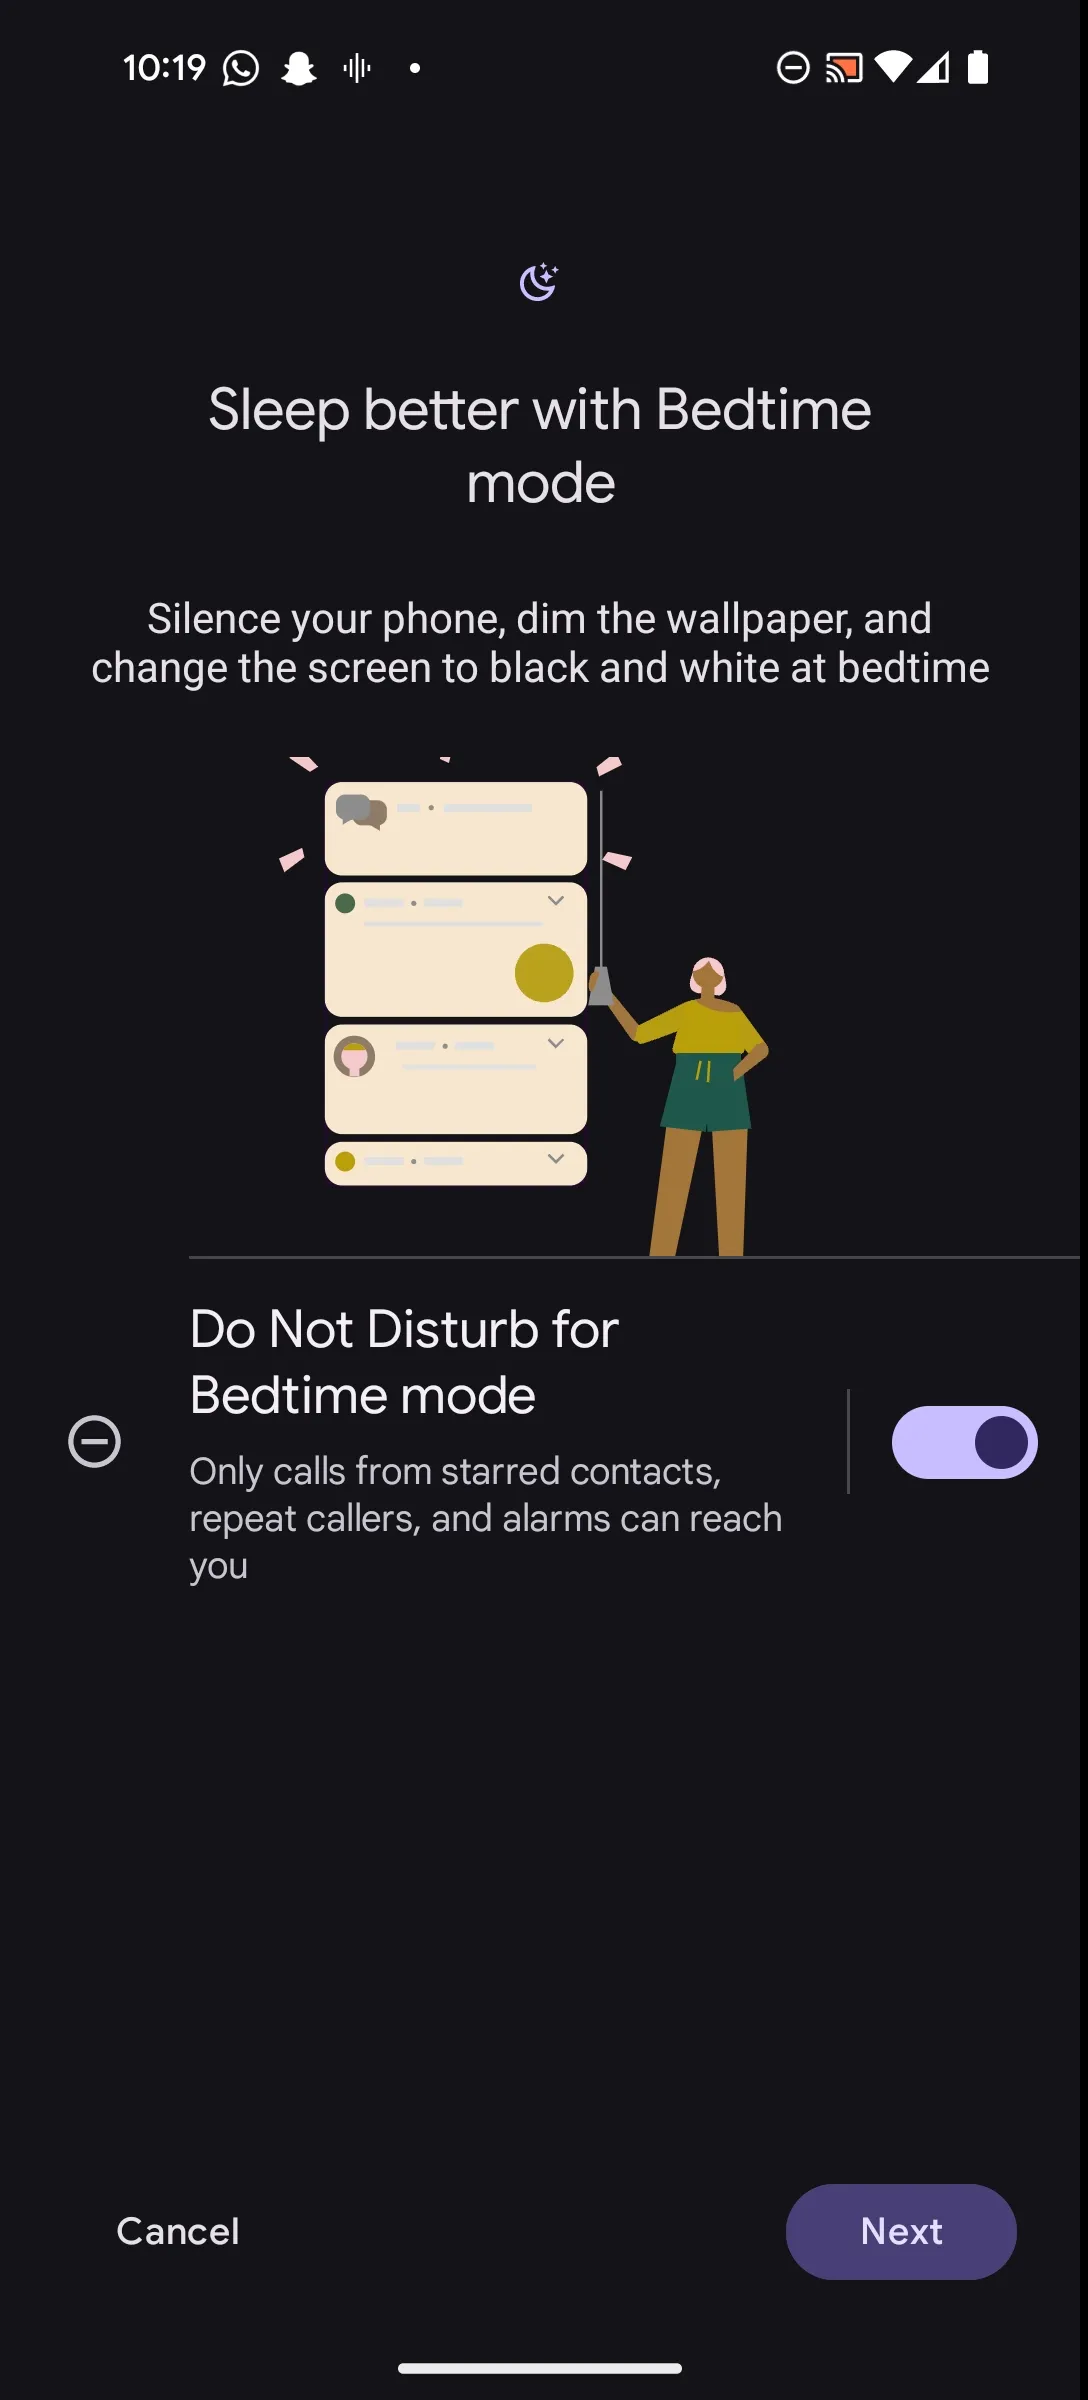 10:19
Sleep better with Bedtime
mode
Silence your phone, dim the wallpaper, and
change the screen to black and white at bedtime
Do Not Disturb for
Bedtime mode
Only calls from starred contacts,
repeat callers, and alarms can reach
you
Cancel
Next